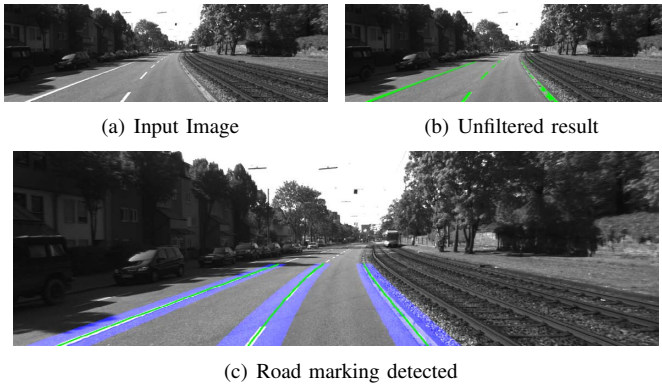 (a) Input Image
(b) Unfiltered result
(c) Road marking detected